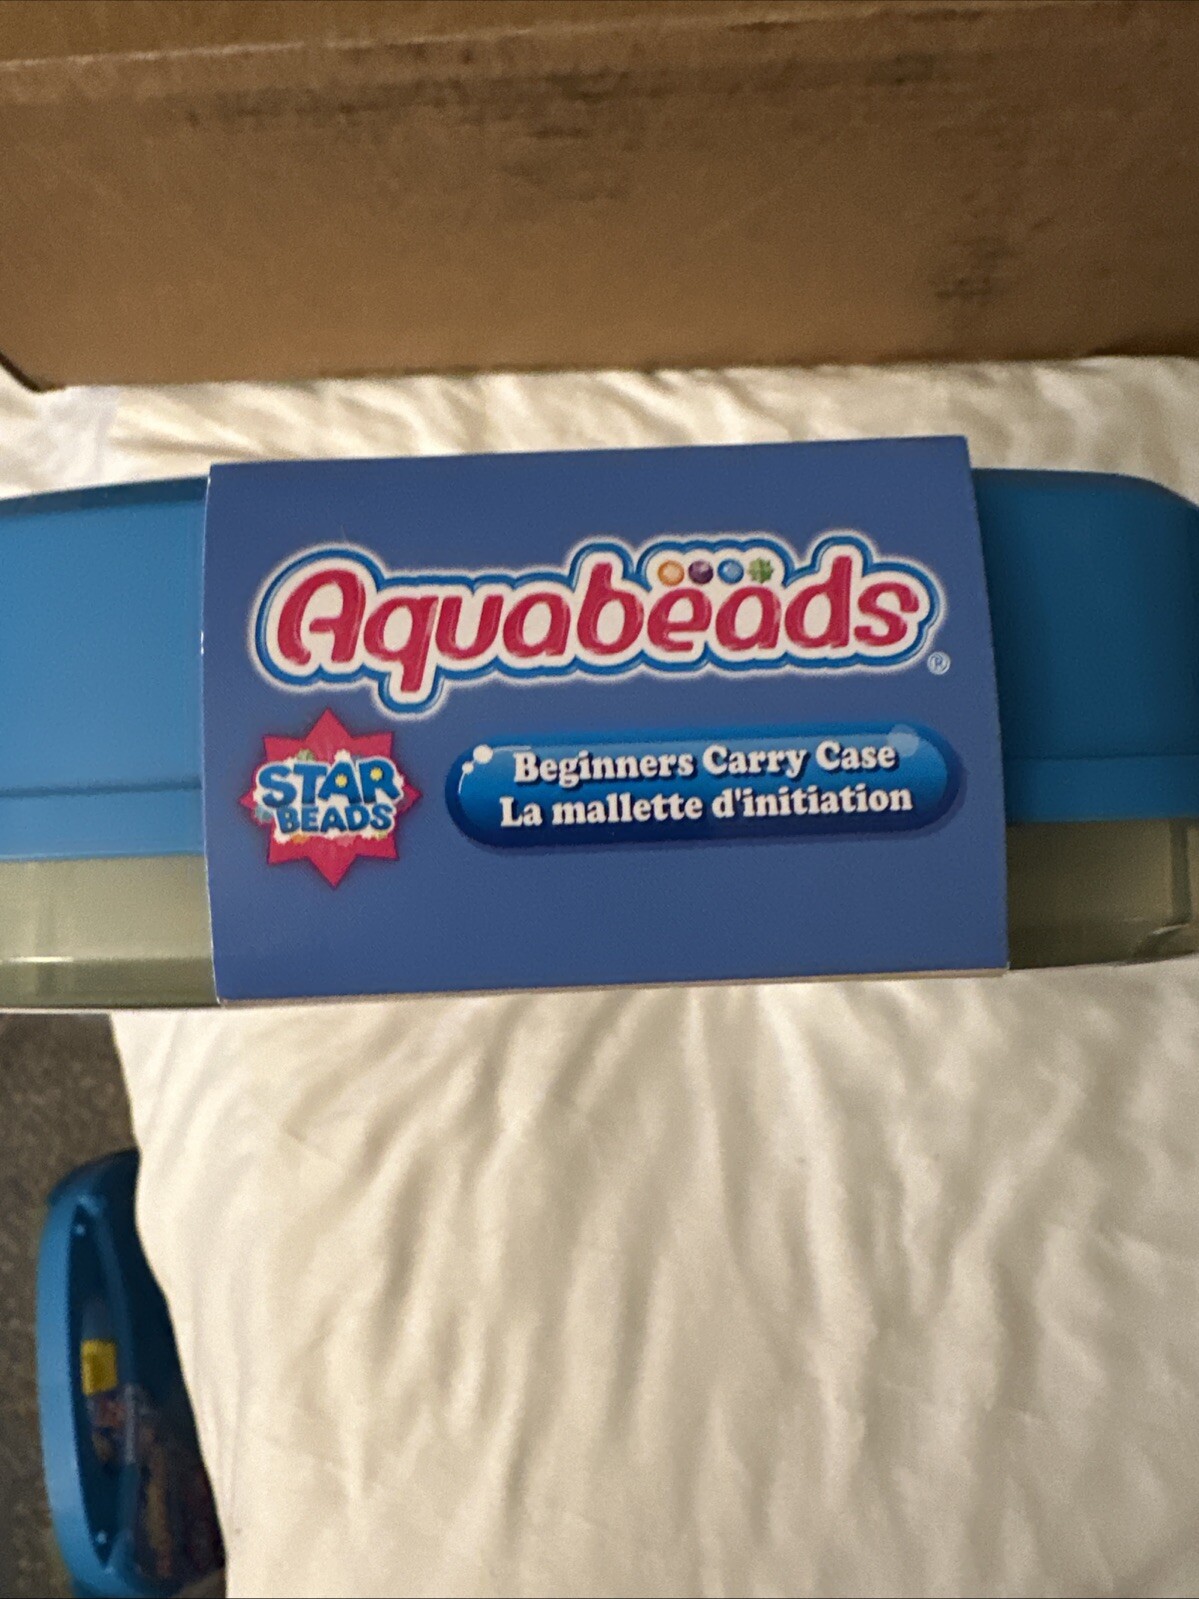 Aquabeads®
STAR
BEADS
Beginners Carry Case
La mallette d'initiation